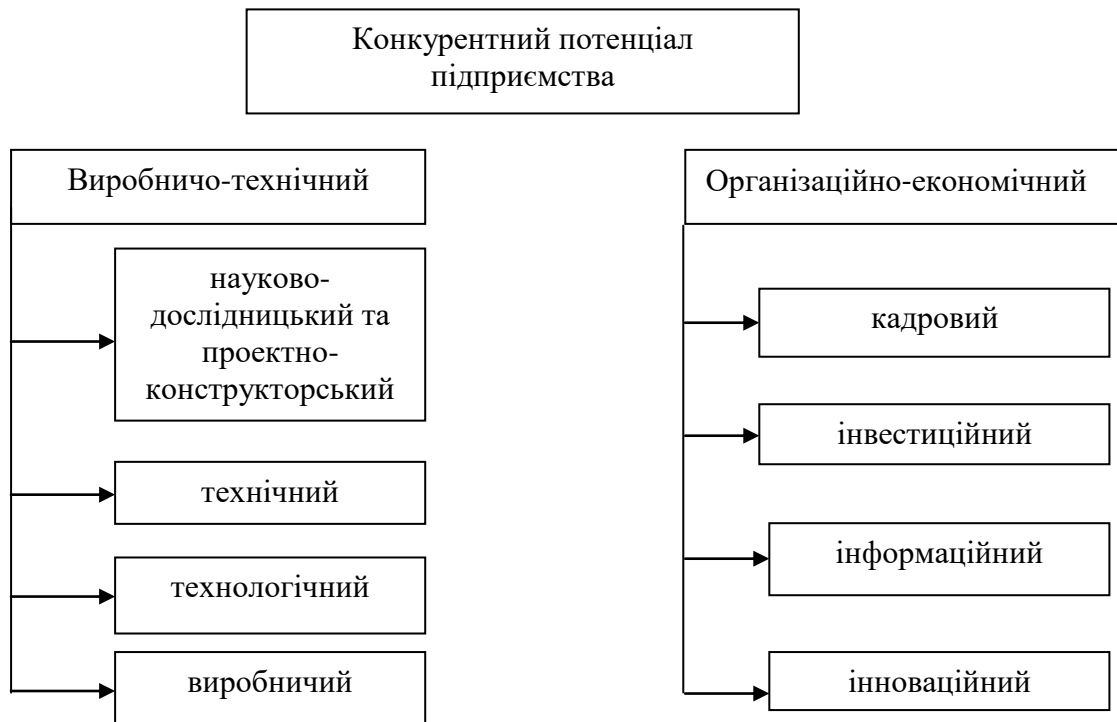 Конкурентний потенціал
підприємства
Виробничо-технічний
науково-
дослідницький та
проектно-
конструкторський
технічний
технологічний
виробничий
Організаційно-економічний
кадровий
інвестиційний
інформаційний
інноваційний